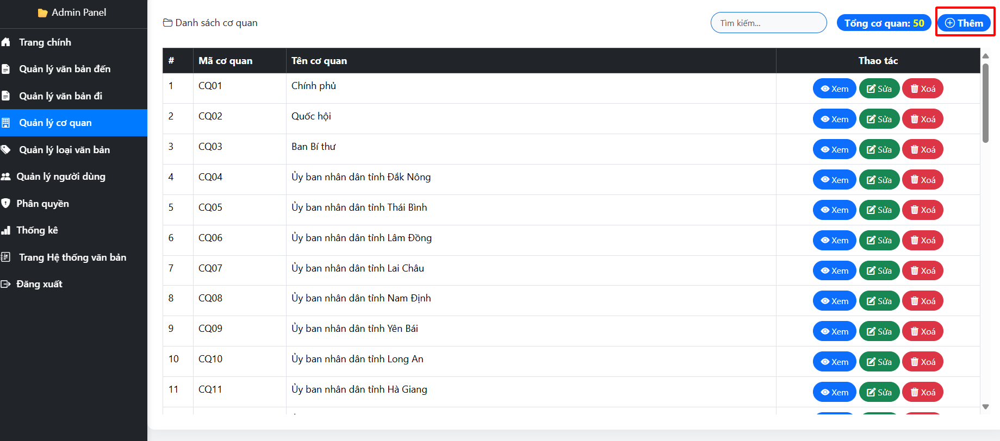 Admin Panel
Trang chính
Quản lý văn bản đến
Quản lý văn bản đi
Quản lý cơ quan
Quản lý loại văn bản
Quản lý người dùng
Phân quyền
Thống kê
Trang Hệ thống văn bản
Đăng xuất
Danh sách cơ quan
Tìm kiếm...
Tổng cơ quan: 50
Thêm
# Mã cơ quan Tên cơ quan Thao tác
1 CQ01 Chính phủ Xem Sửa Xoá
2 CQ02 Quốc hội Xem Sửa Xoá
3 CQ03 Ban Bí thư Xem Sửa Xoá
4 CQ04 Ủy ban nhân dân tỉnh Đắk Nông Xem Sửa Xoá
5 CQ05 Ủy ban nhân dân tỉnh Thái Bình Xem Sửa Xoá
6 CQ06 Ủy ban nhân dân tỉnh Lâm Đồng Xem Sửa Xoá
7 CQ07 Ủy ban nhân dân tỉnh Lai Châu Xem Sửa Xoá
8 CQ08 Ủy ban nhân dân tỉnh Nam Định Xem Sửa Xoá
9 CQ09 Ủy ban nhân dân tỉnh Yên Bái Xem Sửa Xoá
10 CQ10 Ủy ban nhân dân tỉnh Long An Xem Sửa Xoá
11 CQ11 Ủy ban nhân dân tỉnh Hà Giang Xem Sửa Xoá